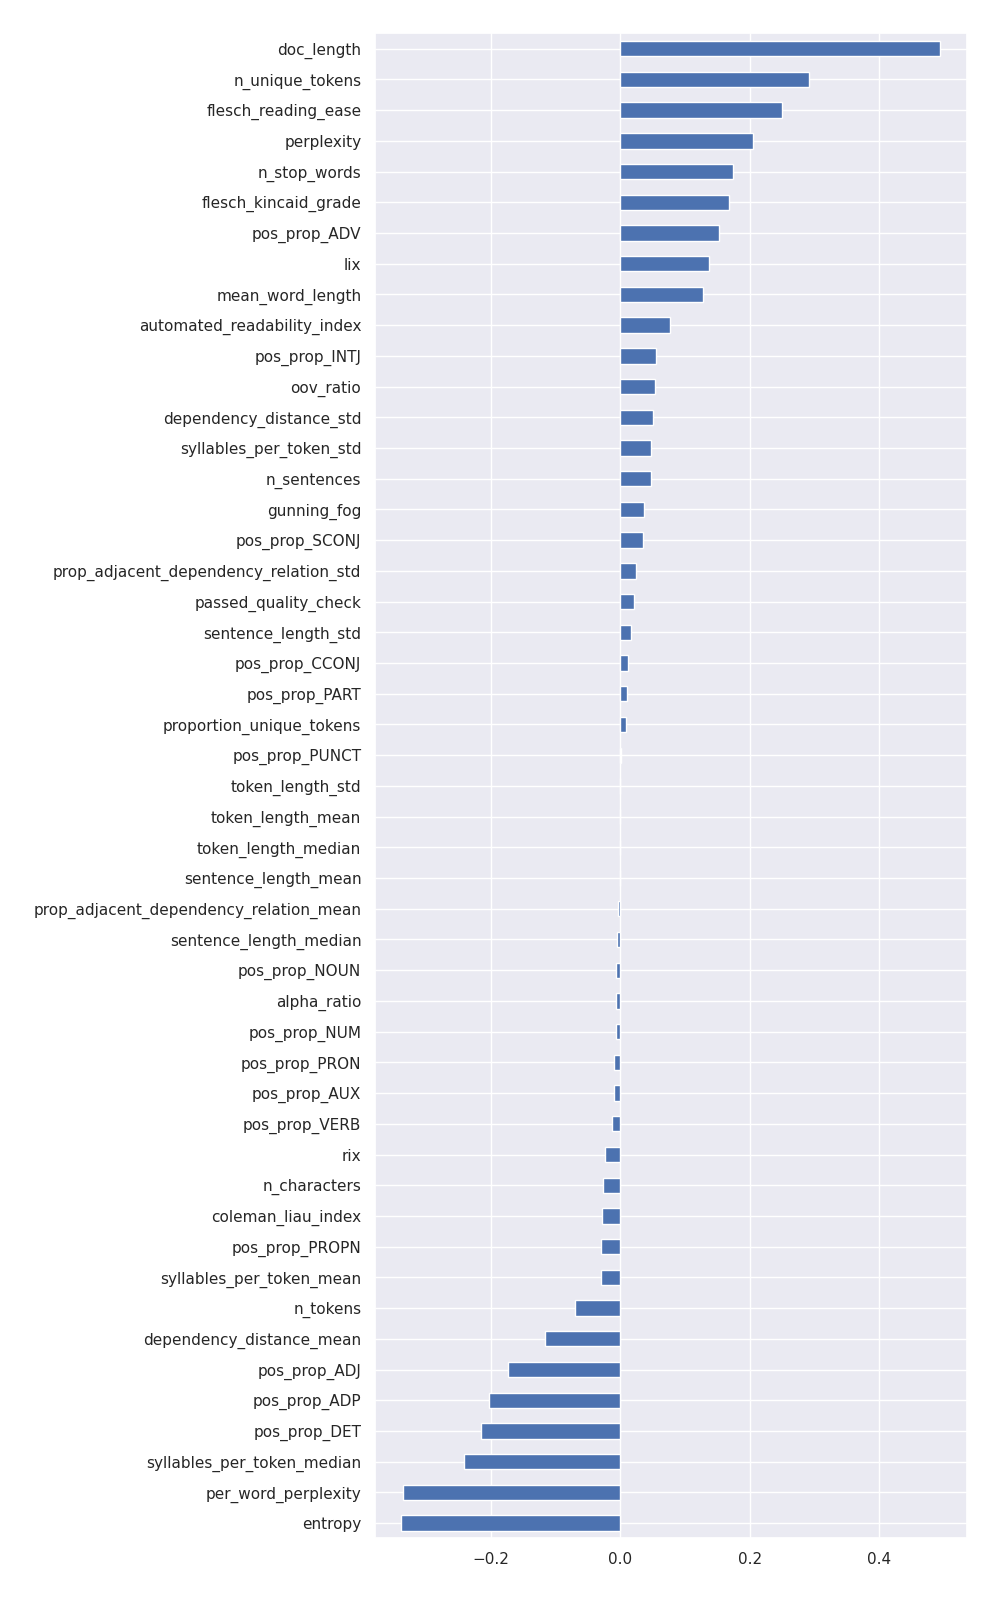 doc_length
n_unique_tokens
flesch_reading_ease
perplexity
n_stop_words
flesch_kincaid_grade
pos_prop_ADV
lix
mean_word_length
automated_readability_index
pos_prop_INTJ
oov_ratio
dependency_distance_std
syllables_per_token_std
n_sentences
gunning_fog
pos_prop_SCONJ
prop_adjacent_dependency_relation_std
passed_quality_check
sentence_length_std
pos_prop_CCONJ
pos_prop_PART
proportion_unique_tokens
pos_prop_PUNCT
token_length_std
token_length_mean
token_length_median
sentence_length_mean
prop_adjacent_dependency_relation_mean
sentence_length_median
pos_prop_NOUN
alpha_ratio
pos_prop_NUM
pos_prop_PRON
pos_prop_AUX
pos_prop_VERB
rix
n_characters
coleman_liau_index
pos_prop_PROPN
syllables_per_token_mean
n_tokens
dependency_distance_mean
pos_prop_ADJ
pos_prop_ADP
pos_prop_DET
syllables_per_token_median
per_word_perplexity
entropy
−0.2 0.0 0.2 0.4